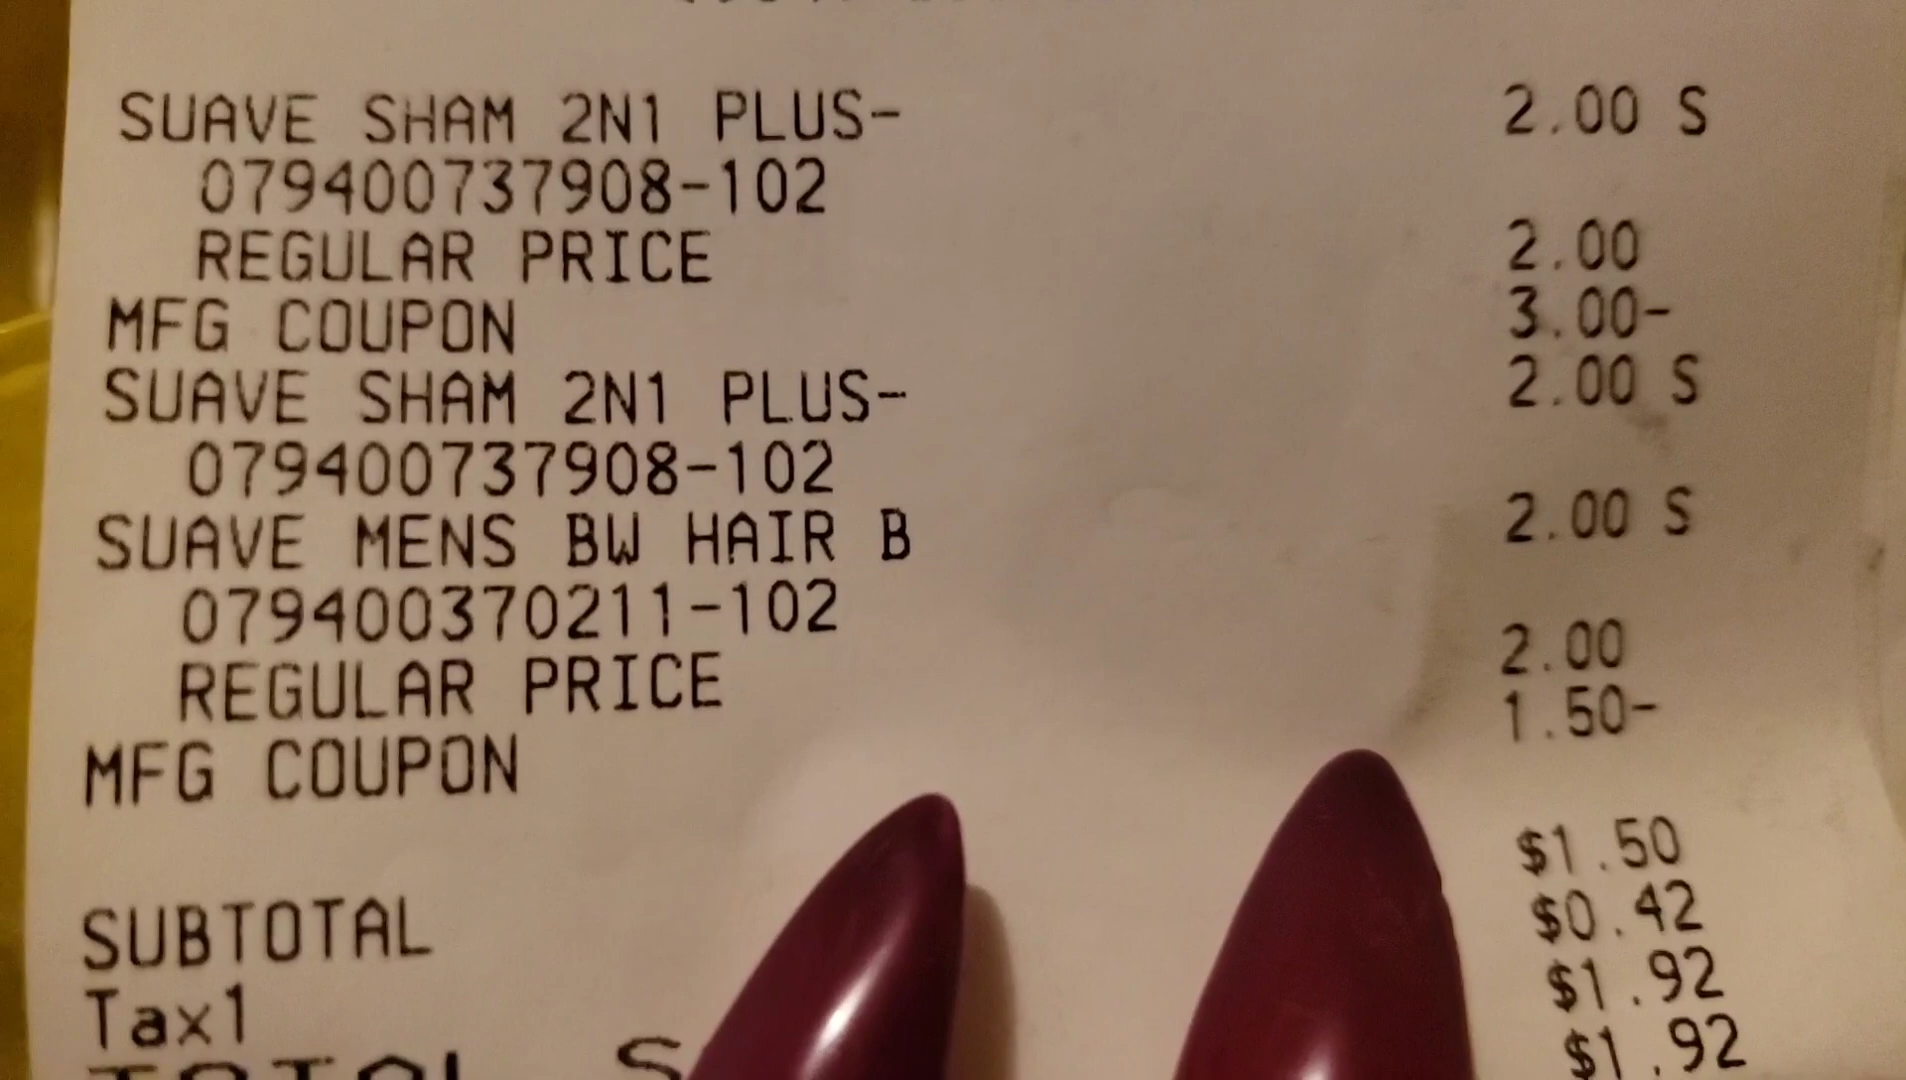 SUAVE SHAM 2N1 PLUS- 2.00 S
079400737908-102
REGULAR PRICE 2.00
MFG COUPON 3.00-
SUAVE SHAM 2N1 PLUS- 2.00 S
079400737908-102
SUAVE MENS BW HAIR B 2.00 S
079400370211-102
REGULAR PRICE 2.00
MFG COUPON 1.50-
SUBTOTAL $1.50
Tax1 $0.42
TOTAL $1.92
$1.92